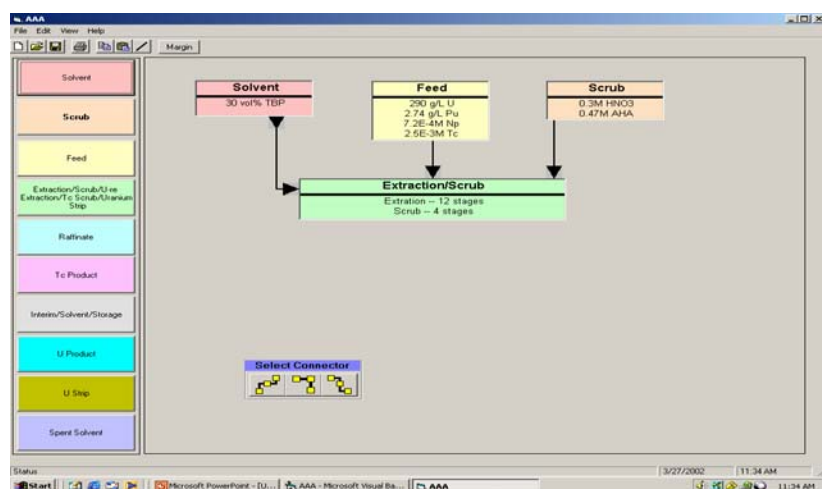 AAA
File Edit View Help
Margin
Solvent
Scrub
Feed
Extraction/Scrub/U-re
Extraction/Tc Scrub/Uranium
Strip
Raffinate
Tc Product
Interim/Solvent/Storage
U Product
U Strip
Spent Solvent
Solvent
30 vol% TBP
Feed
290 g/L U
2.74 g/L Pu
7.2E-4M Np
2.5E-3M Tc
Scrub
0.3M HNO3
0.47M AHA
Extraction/Scrub
Extration -- 12 stages
Scrub -- 4 stages
Select Connector
Status
3/27/2002 11:34 AM
Start Microsoft PowerPoint - [U... AAA - Microsoft Visual Ba... AAA 11:34 AM